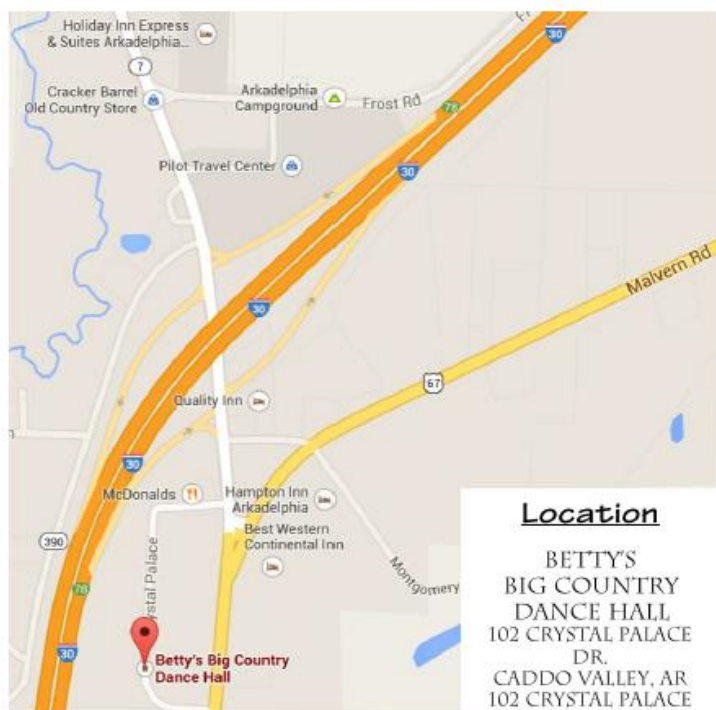 Holiday Inn Express
& Suites Arkadelphia...
30
7
Cracker Barrel
Old Country Store
Arkadelphia
Campground
Frost Rd
78
Pilot Travel Center
30
Malvern Rd
30
67
Quality Inn
30
McDonalds
Hampton Inn
Arkadelphia
390
Best Western
Continental Inn
Montgomery
78
30
Betty's Big Country
Dance Hall
Location
BETTY'S
BIG COUNTRY
DANCE HALL
102 CRYSTAL PALACE
DR.
CADDO VALLEY, AR
102 CRYSTAL PALACE